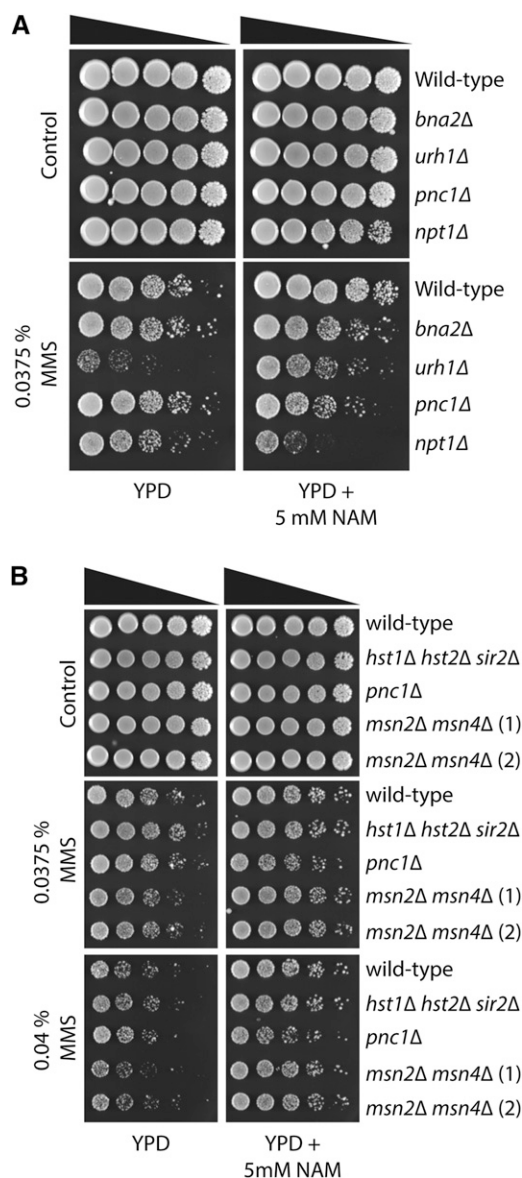 A
Control
Wild-type
bna2Δ
urh1Δ
pnc1Δ
npt1Δ
0.0375 %
MMS
Wild-type
bna2Δ
urh1Δ
pnc1Δ
npt1Δ
YPD
YPD +
5 mM NAM
B
Control
wild-type
hst1Δ hst2Δ sir2Δ
pnc1Δ
msn2Δ msn4Δ (1)
msn2Δ msn4Δ (2)
0.0375 %
MMS
wild-type
hst1Δ hst2Δ sir2Δ
pnc1Δ
msn2Δ msn4Δ (1)
msn2Δ msn4Δ (2)
0.04 %
MMS
wild-type
hst1Δ hst2Δ sir2Δ
pnc1Δ
msn2Δ msn4Δ (1)
msn2Δ msn4Δ (2)
YPD
YPD +
5mM NAM